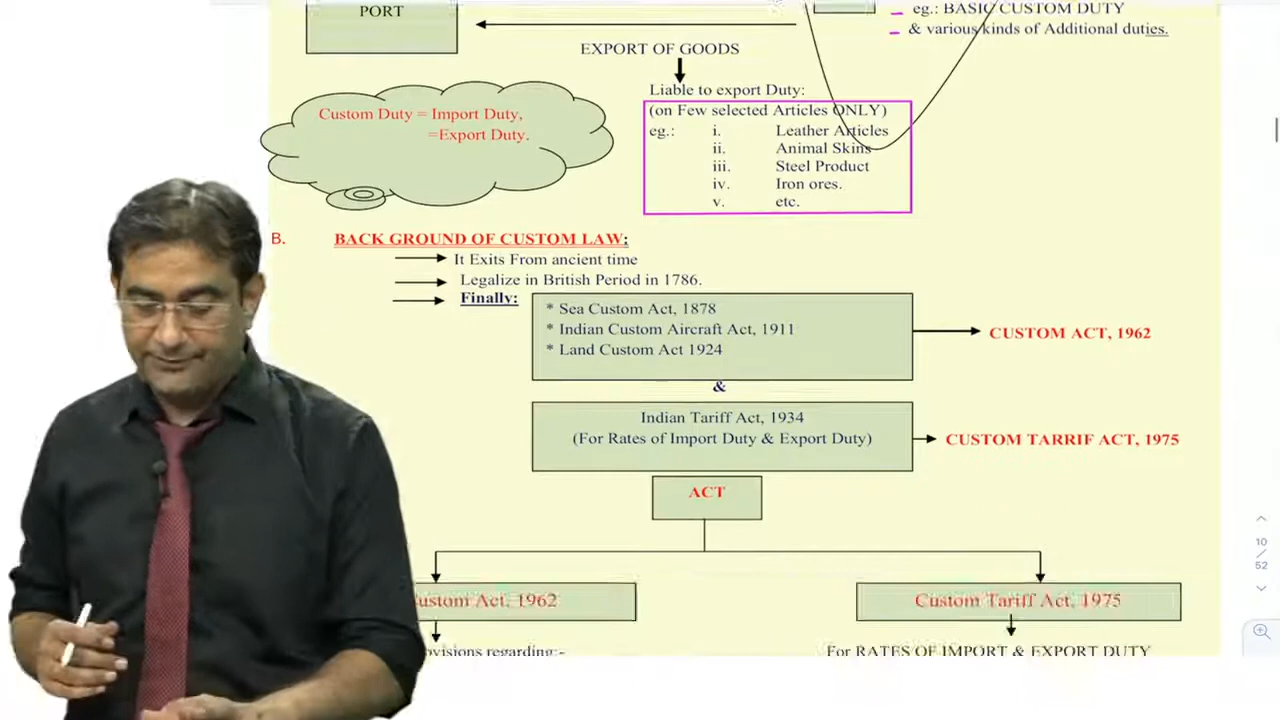 PORT
eg.: BASIC CUSTOM DUTY
& various kinds of Additional duties.
EXPORT OF GOODS
Liable to export Duty:
(on Few selected Articles ONLY)
eg.: i. Leather Articles
ii. Animal Skins
iii. Steel Product
iv. Iron ores.
v. etc.
Custom Duty = Import Duty,
=Export Duty.
B. BACK GROUND OF CUSTOM LAW:
It Exits From ancient time
Legalize in British Period in 1786.
Finally:
* Sea Custom Act, 1878
* Indian Custom Aircraft Act, 1911
* Land Custom Act 1924
CUSTOM ACT, 1962
&
Indian Tariff Act, 1934
(For Rates of Import Duty & Export Duty)
CUSTOM TARRIF ACT, 1975
ACT
ustom Act, 1962
Custom Tariff Act, 1975
ovisions regarding:-
For RATES OF IMPORT & EXPORT DUTY
10
/
52